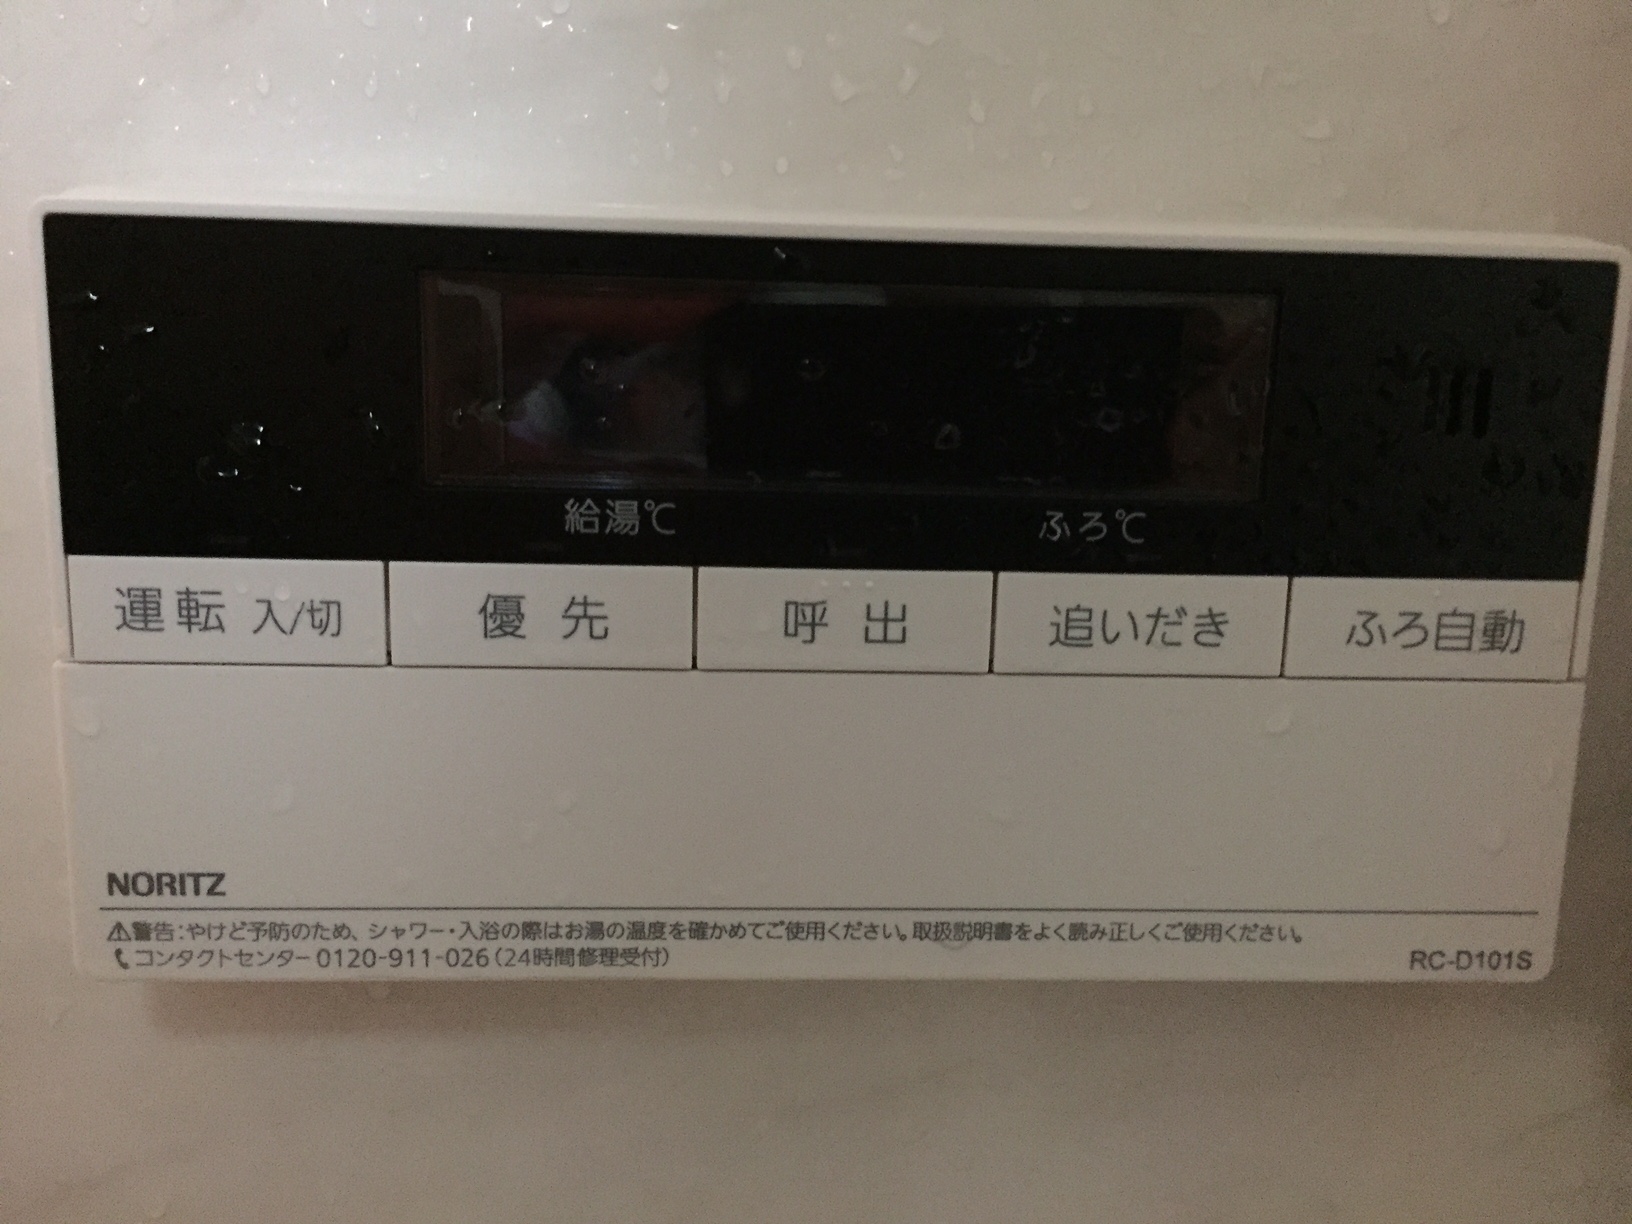 給湯℃ ふろ℃
運転 入/切 優先 呼出 追いだき ふろ自動
NORITZ
⚠警告:やけど予防のため、シャワー・入浴の際はお湯の温度を確かめてご使用ください。取扱説明書をよく読み正しくご使用ください。
コンタクトセンター 0120-911-026(24時間修理受付)
RC-D101S